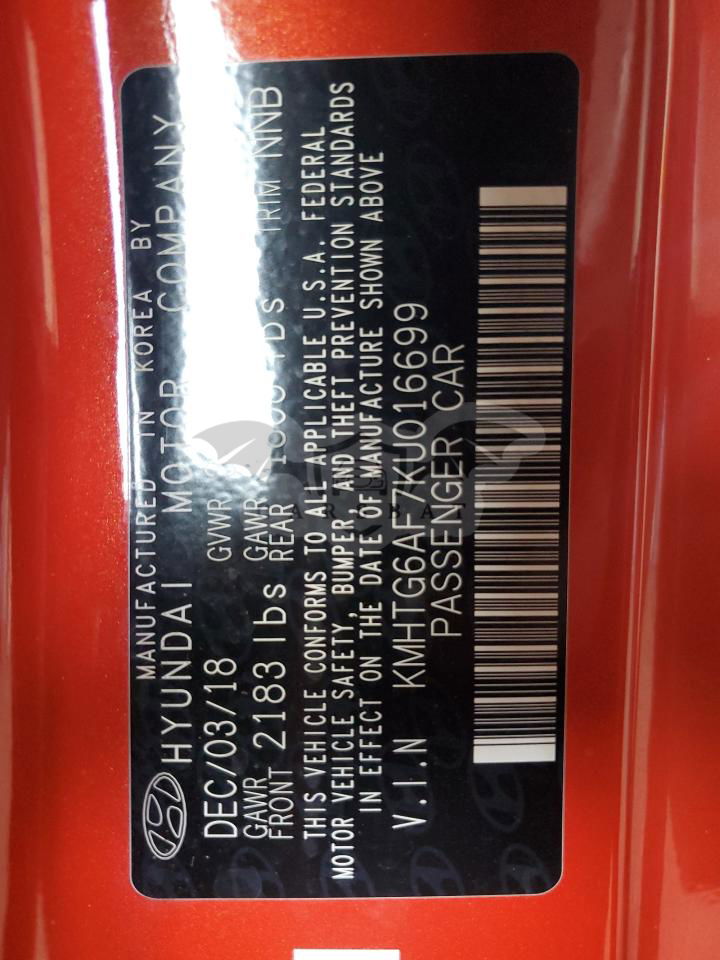 MANUFACTURED IN KOREA BY
HYUNDAI MOTOR COMPANY
DEC/03/18 GVWR
GAWR FRONT 2183 lbs GAWR REAR TRIM NNB
THIS VEHICLE CONFORMS TO ALL APPLICABLE U.S.A. FEDERAL
MOTOR VEHICLE SAFETY, BUMPER, AND THEFT PREVENTION STANDARDS
IN EFFECT ON THE DATE OF MANUFACTURE SHOWN ABOVE
V.I.N KMHTG6AF7KU016699
PASSENGER CAR